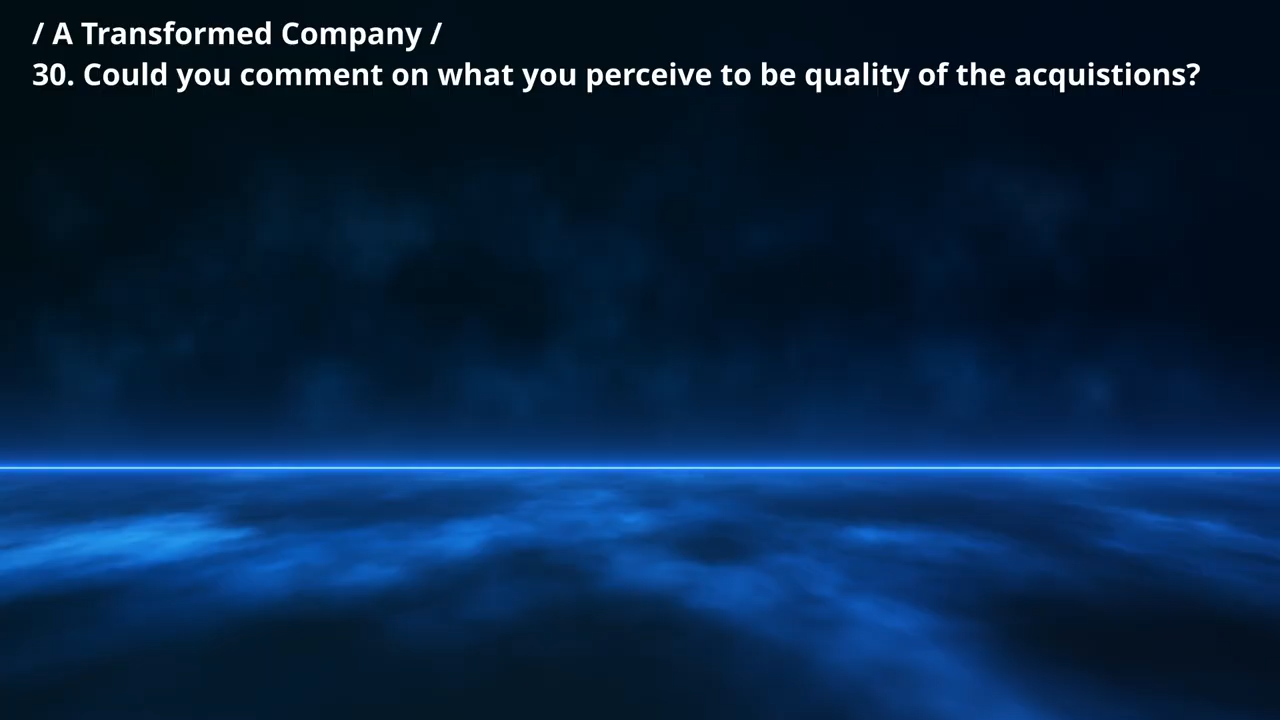 / A Transformed Company /
30. Could you comment on what you perceive to be quality of the acquistions?